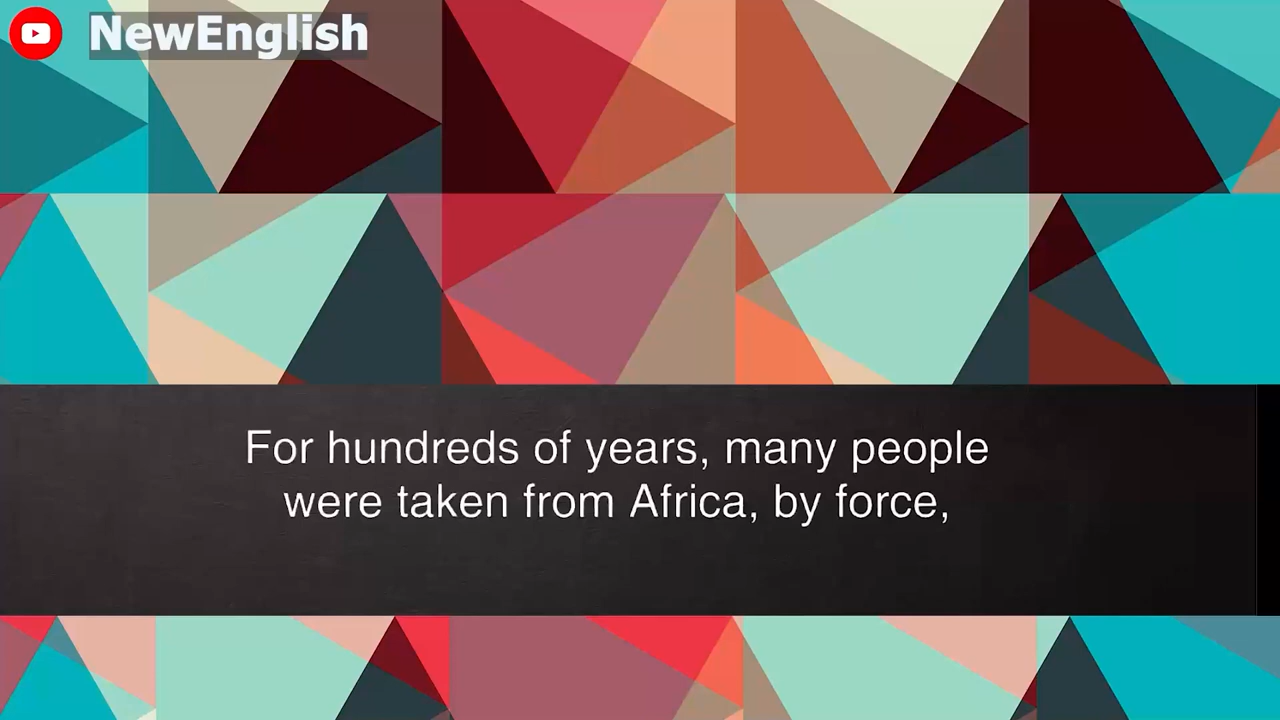 NewEnglish
For hundreds of years, many people
were taken from Africa, by force,